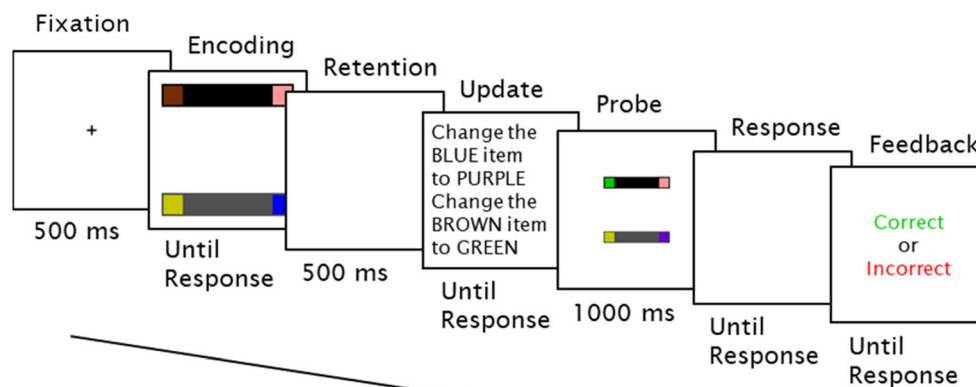 Fixation
500 ms
Encoding
Until
Response
Retention
500 ms
Update
Change the
BLUE item
to PURPLE
Change the
BROWN item
to GREEN
Until
Response
Probe
1000 ms
Response
Until
Response
Feedback
Correct
or
Incorrect
Until
Response